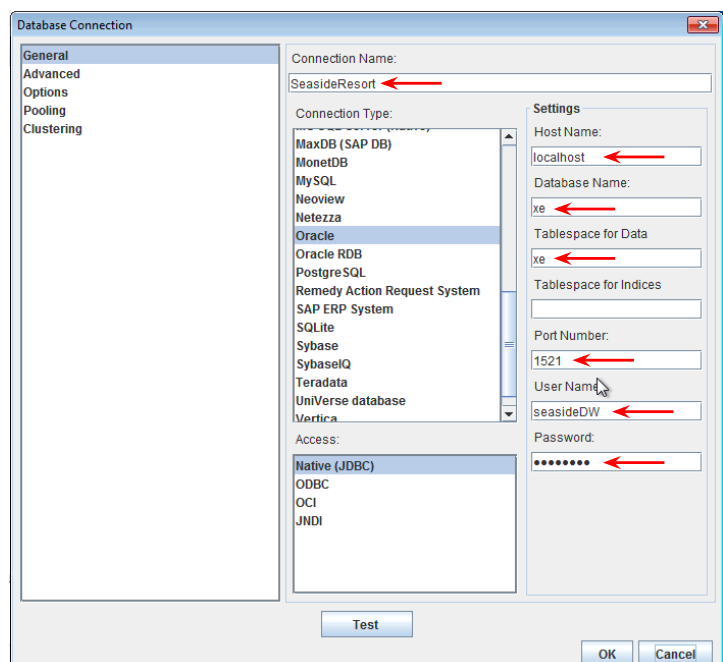 Database Connection
General
Advanced
Options
Pooling
Clustering
Connection Name:
SeasideResort
Connection Type:
MaxDB (SAP DB)
MonetDB
MySQL
Neoview
Netezza
Oracle
Oracle RDB
PostgreSQL
Remedy Action Request System
SAP ERP System
SQLite
Sybase
SybaseIQ
Teradata
UniVerse database
Vertica
Access:
Native (JDBC)
ODBC
OCI
JNDI
Settings
Host Name:
localhost
Database Name:
xe
Tablespace for Data
xe
Tablespace for Indices
Port Number:
1521
User Name:
seasideDW
Password:
••••••••
Test
OK
Cancel